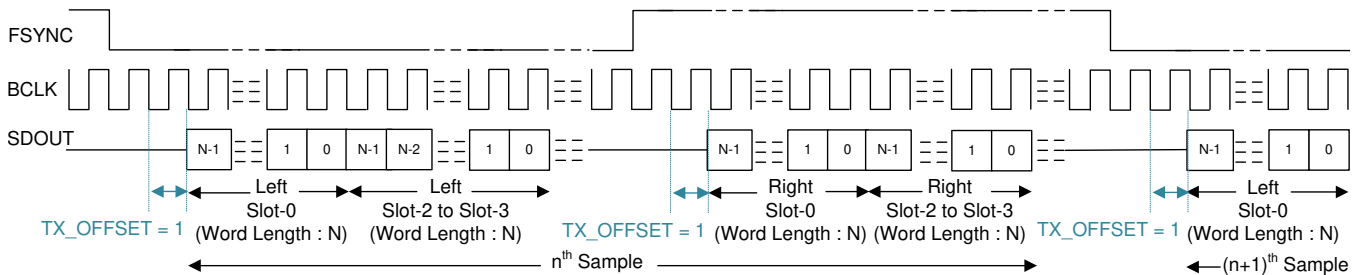 FSYNC
BCLK
SDOUT
N-1 1 0 N-1 N-2 1 0 N-1 1 0 N-1 1 0 N-1 1 0
Left Left Right Right Left
Slot-0 Slot-2 to Slot-3 Slot-0 Slot-2 to Slot-3 Slot-0
TX_OFFSET = 1 (Word Length : N) (Word Length : N) TX_OFFSET = 1 (Word Length : N) (Word Length : N) TX_OFFSET = 1 (Word Length : N)
nth Sample (n+1)th Sample